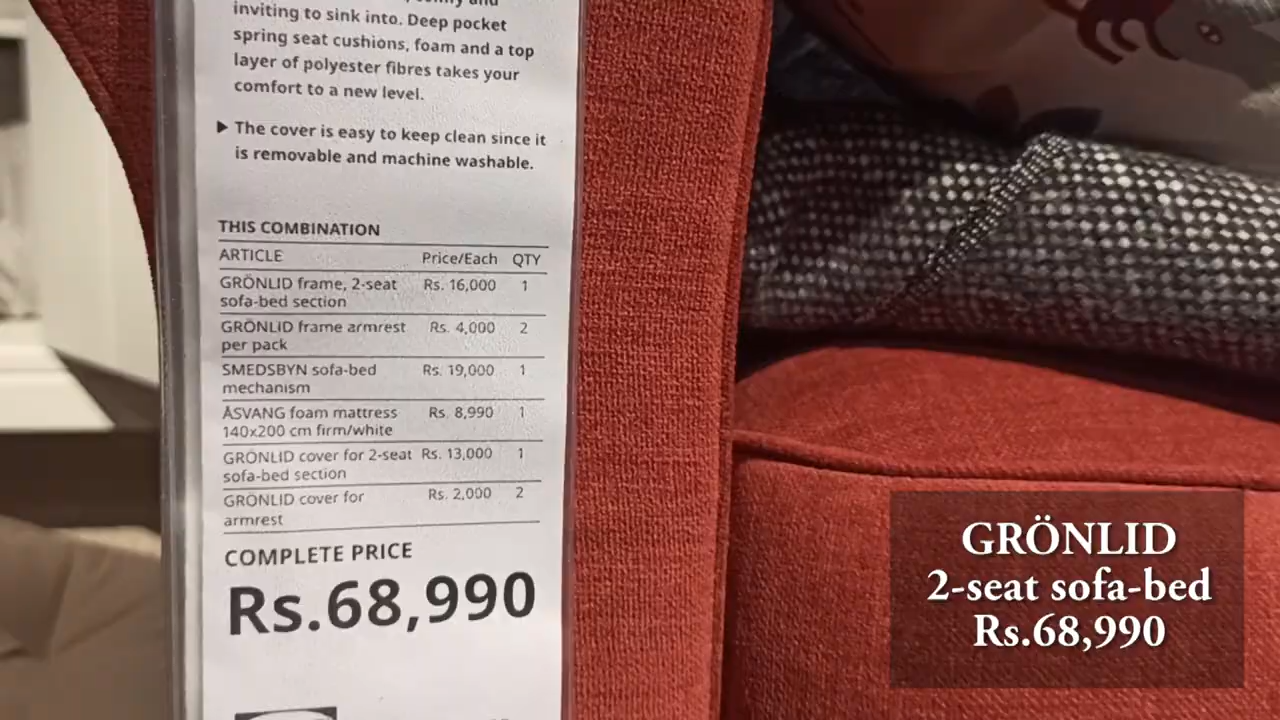 inviting to sink into. Deep pocket
spring seat cushions, foam and a top
layer of polyester fibres takes your
comfort to a new level.
▶ The cover is easy to keep clean since it
is removable and machine washable.
THIS COMBINATION
ARTICLE Price/Each QTY
GRÖNLID frame, 2-seat Rs. 16,000 1
sofa-bed section
GRÖNLID frame armrest Rs. 4,000 2
per pack
SMEDSBYN sofa-bed Rs. 19,000 1
mechanism
ÅSVANG foam mattress Rs. 8,990 1
140x200 cm firm/white
GRÖNLID cover for 2-seat Rs. 13,000 1
sofa-bed section
GRÖNLID cover for Rs. 2,000 2
armrest
COMPLETE PRICE
Rs.68,990
GRÖNLID
2-seat sofa-bed
Rs.68,990